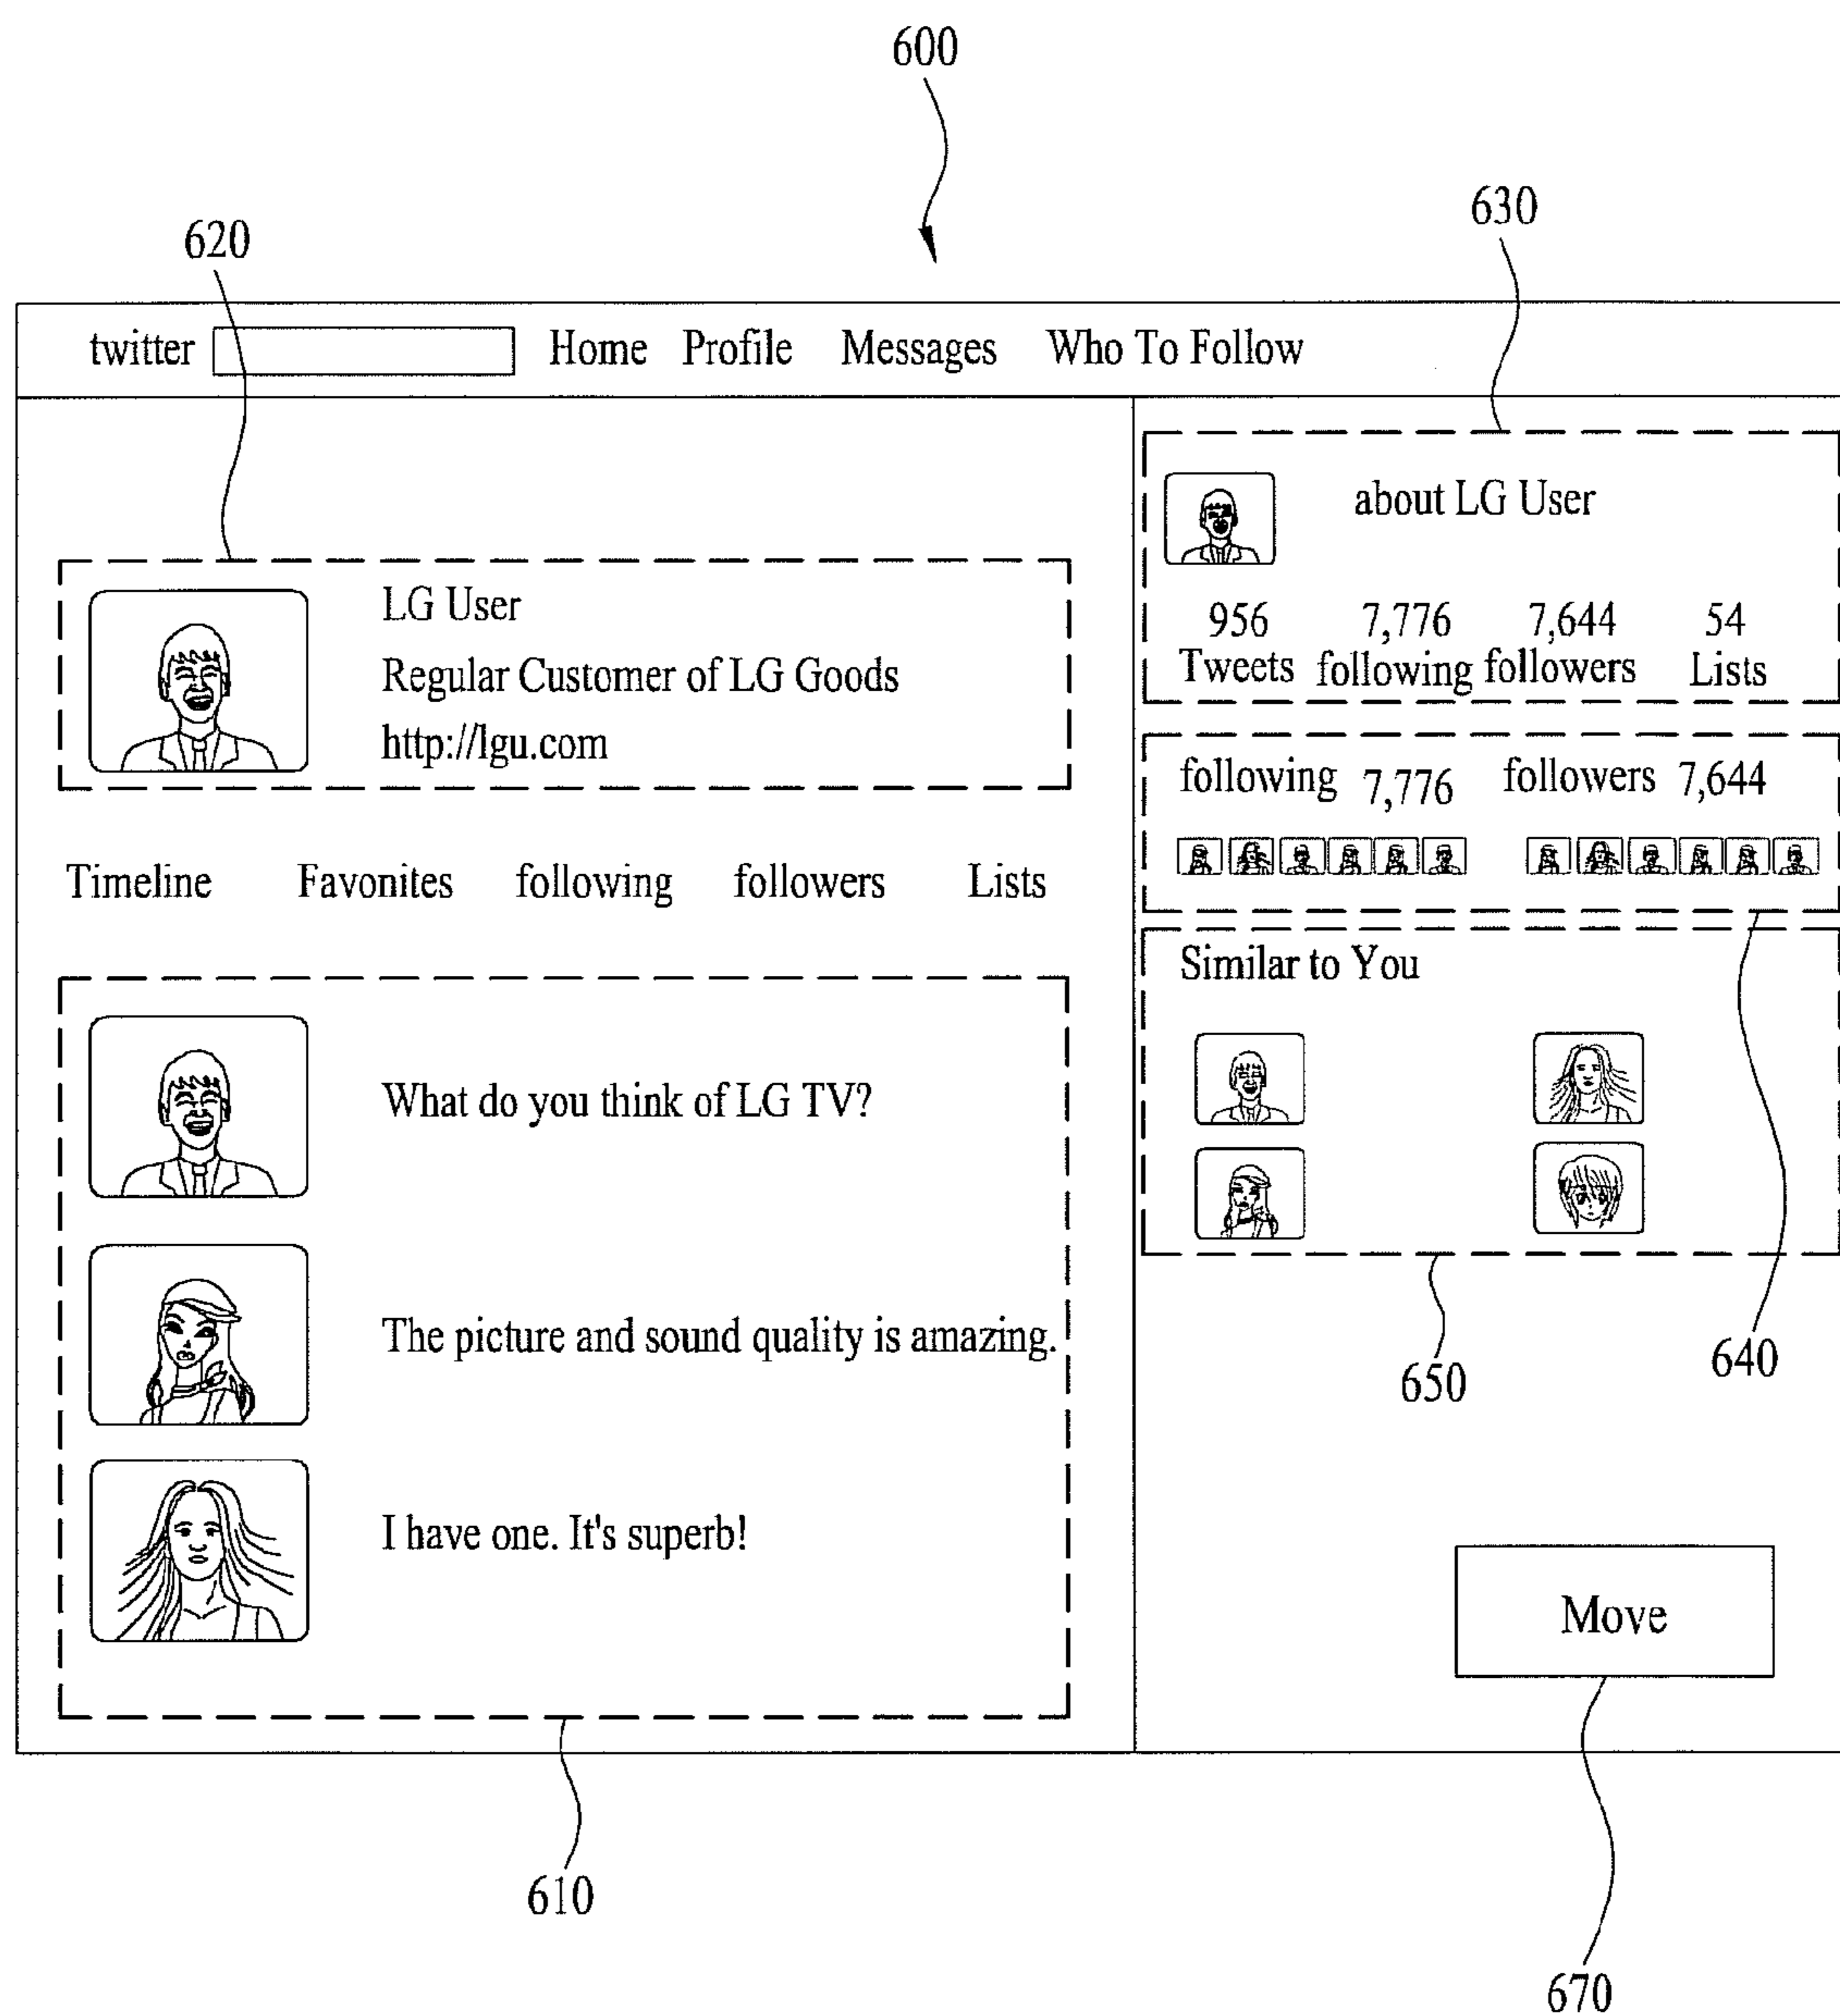 600
620
630
twitter Home Profile Messages Who To Follow
LG User
Regular Customer of LG Goods
http://lgu.com
Timeline Favonites following followers Lists
What do you think of LG TV?
The picture and sound quality is amazing.
I have one. It's superb!
610
about LG User
956 7,776 7,644 54
Tweets following followers Lists
following 7,776 followers 7,644
Similar to You
640
650
Move
670